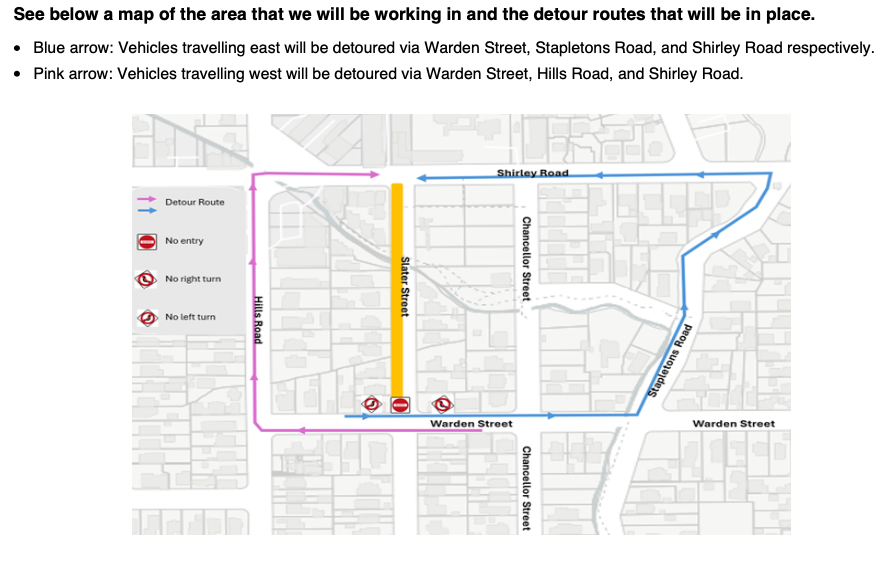 See below a map of the area that we will be working in and the detour routes that will be in place.
• Blue arrow: Vehicles travelling east will be detoured via Warden Street, Stapletons Road, and Shirley Road respectively.
• Pink arrow: Vehicles travelling west will be detoured via Warden Street, Hills Road, and Shirley Road.
Shirley Road
Detour Route
No entry
No right turn
No left turn
Hills Road
Slater Street
Chancellor Street
Stapletons Road
Warden Street
Warden Street
Chancellor Street